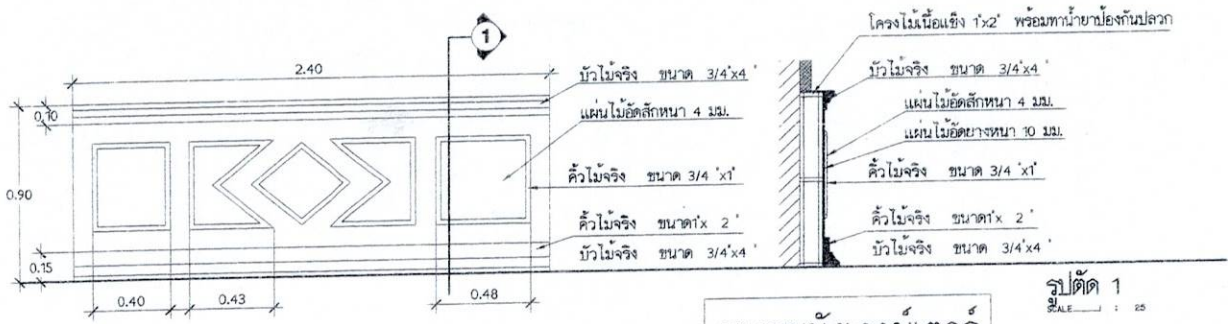 โครงไม้เนื้อแข็ง 1"x2" พร้อมทาน้ำยาป้องกันปลวก
1
2.40
บัวไม้จริง ขนาด 3/4"x4"
บัวไม้จริง ขนาด 3/4"x4"
0.10
แผ่นไม้อัดสักหนา 4 มม.
แผ่นไม้อัดสักหนา 4 มม.
แผ่นไม้อัดยางหนา 10 มม.
0.90
คิ้วไม้จริง ขนาด 3/4"x1"
คิ้วไม้จริง ขนาด 3/4"x1"
คิ้วไม้จริง ขนาด1"x 2"
คิ้วไม้จริง ขนาด1"x 2"
บัวไม้จริง ขนาด 3/4"x4"
บัวไม้จริง ขนาด 3/4"x4"
0.15
0.40
0.43
0.48
รูปตัด 1
SCALE 1 : 25